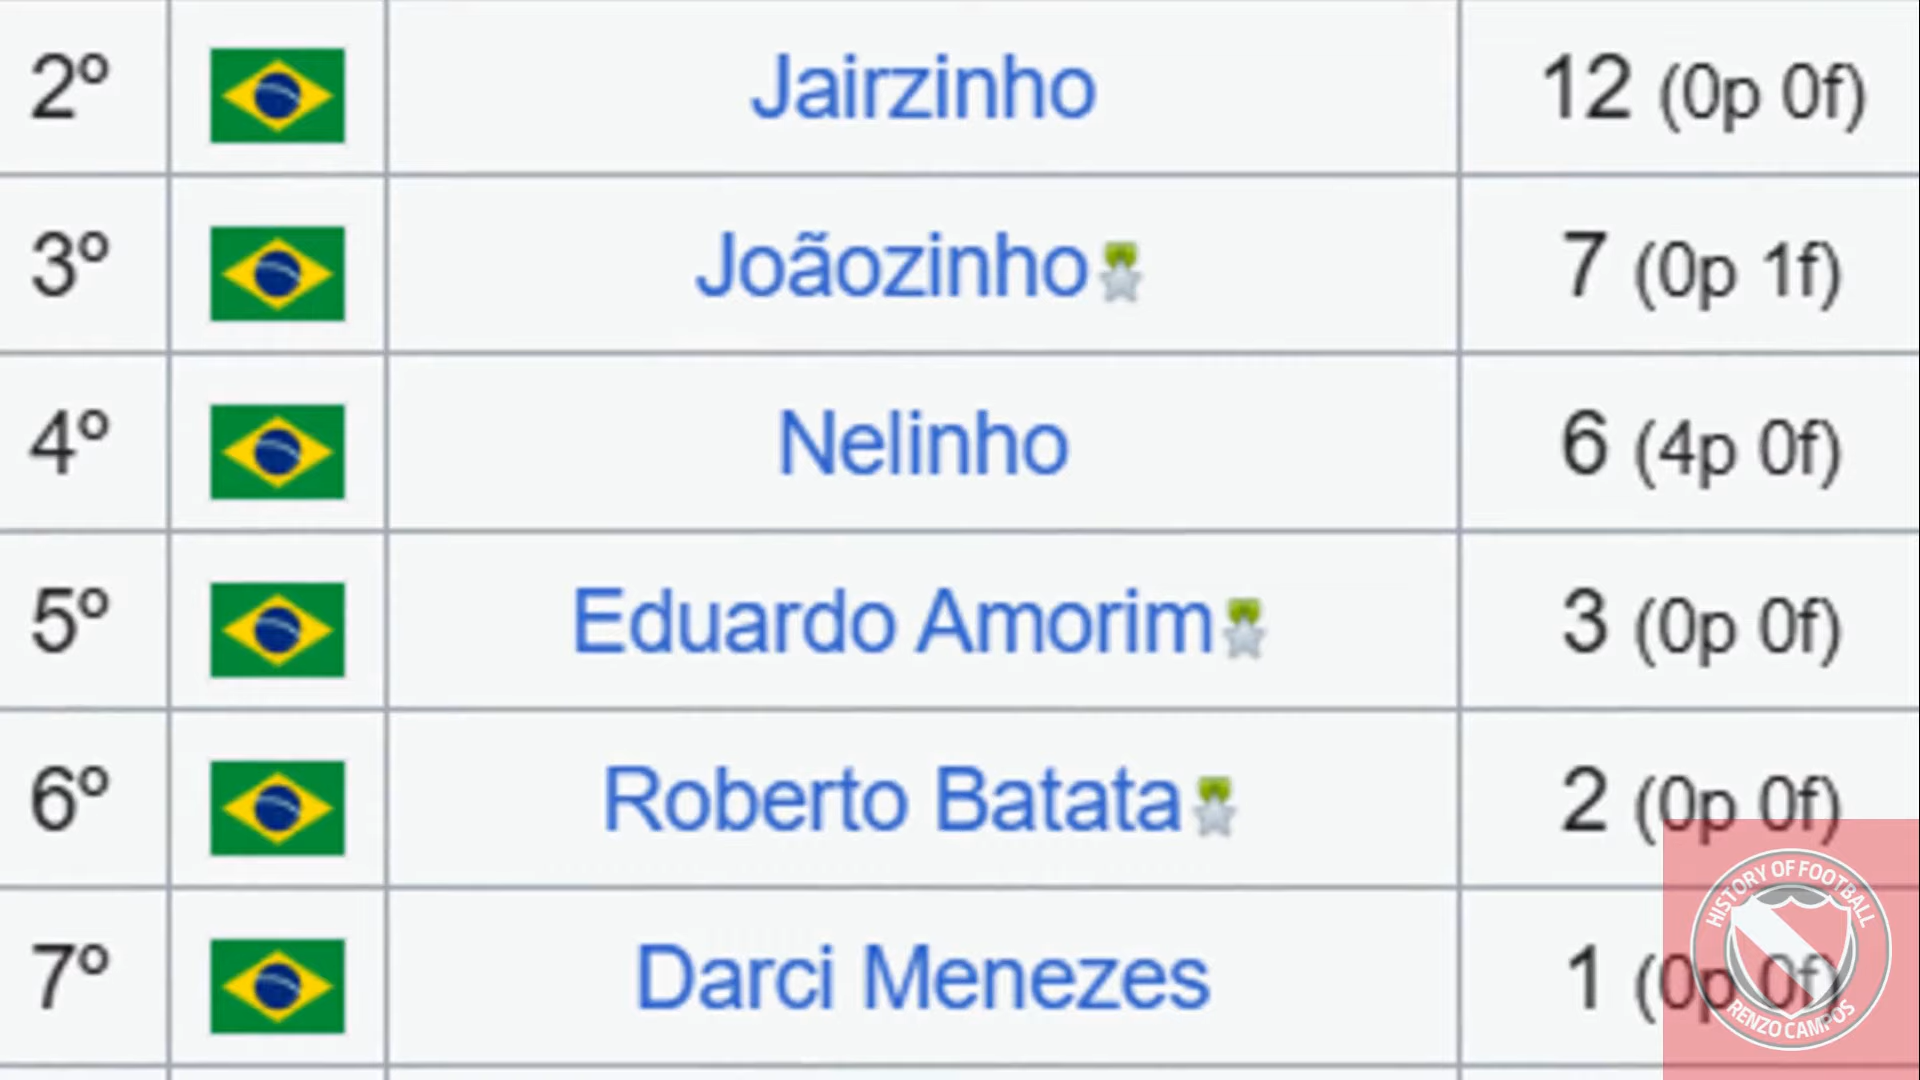 2º Jairzinho 12 (0p 0f)
3º Joãozinho 7 (0p 1f)
4º Nelinho 6 (4p 0f)
5º Eduardo Amorim 3 (0p 0f)
6º Roberto Batata 2 (0p 0f)
7º Darci Menezes 1 (0p 0f)
HISTORY OF FOOTBALL
RENZO CAMPOS